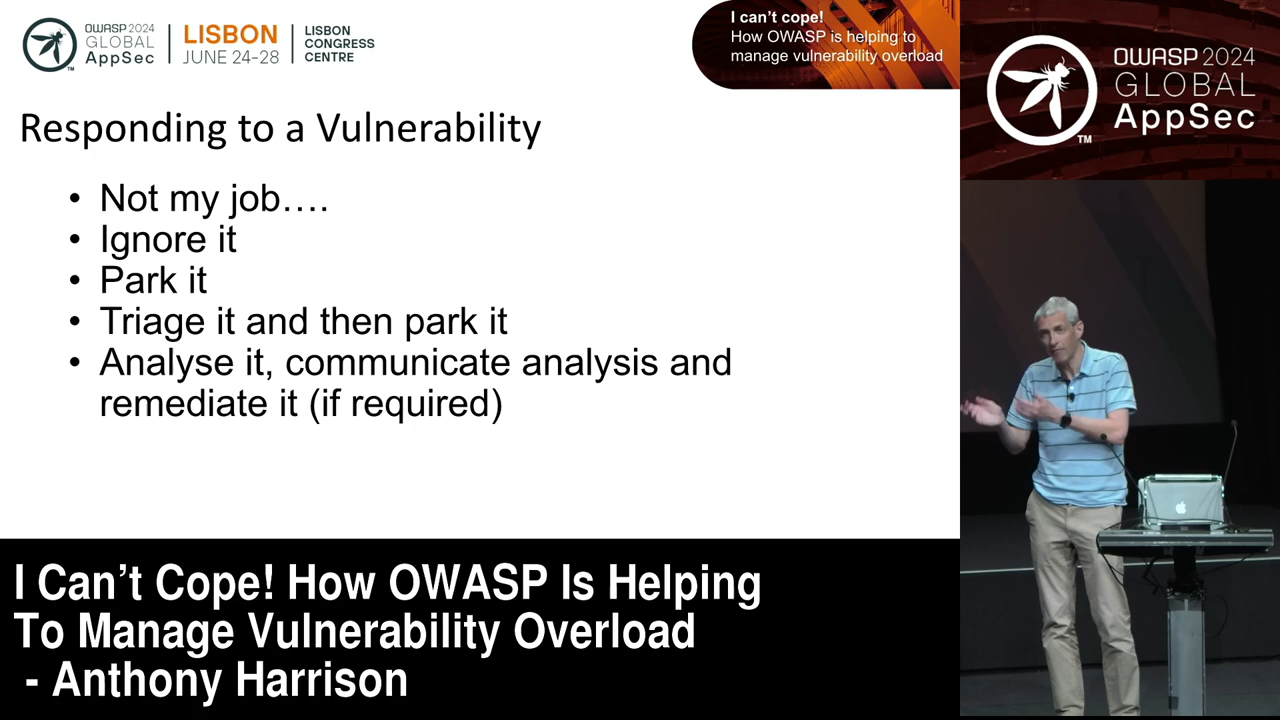 OWASP 2024
GLOBAL
AppSec
TM
LISBON
JUNE 24-28
LISBON
CONGRESS
CENTRE
I can't cope!
How OWASP is helping to
manage vulnerability overload
OWASP 2024
GLOBAL
AppSec
TM
Responding to a Vulnerability
• Not my job….
• Ignore it
• Park it
• Triage it and then park it
• Analyse it, communicate analysis and
remediate it (if required)
I Can't Cope! How OWASP Is Helping
To Manage Vulnerability Overload
- Anthony Harrison